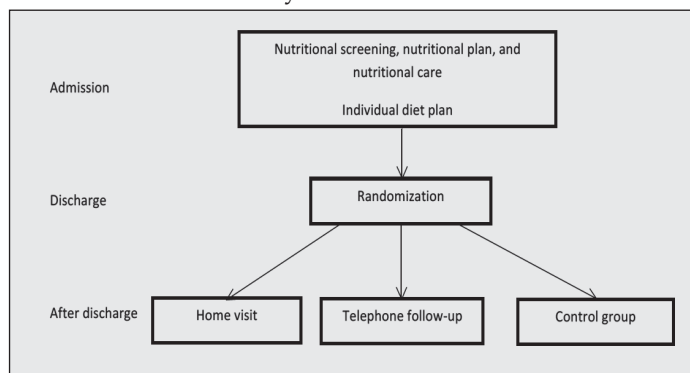 Nutritional screening, nutritional plan, and
nutritional care
Admission
Individual diet plan
Discharge
Randomization
After discharge
Home visit
Telephone follow-up
Control group